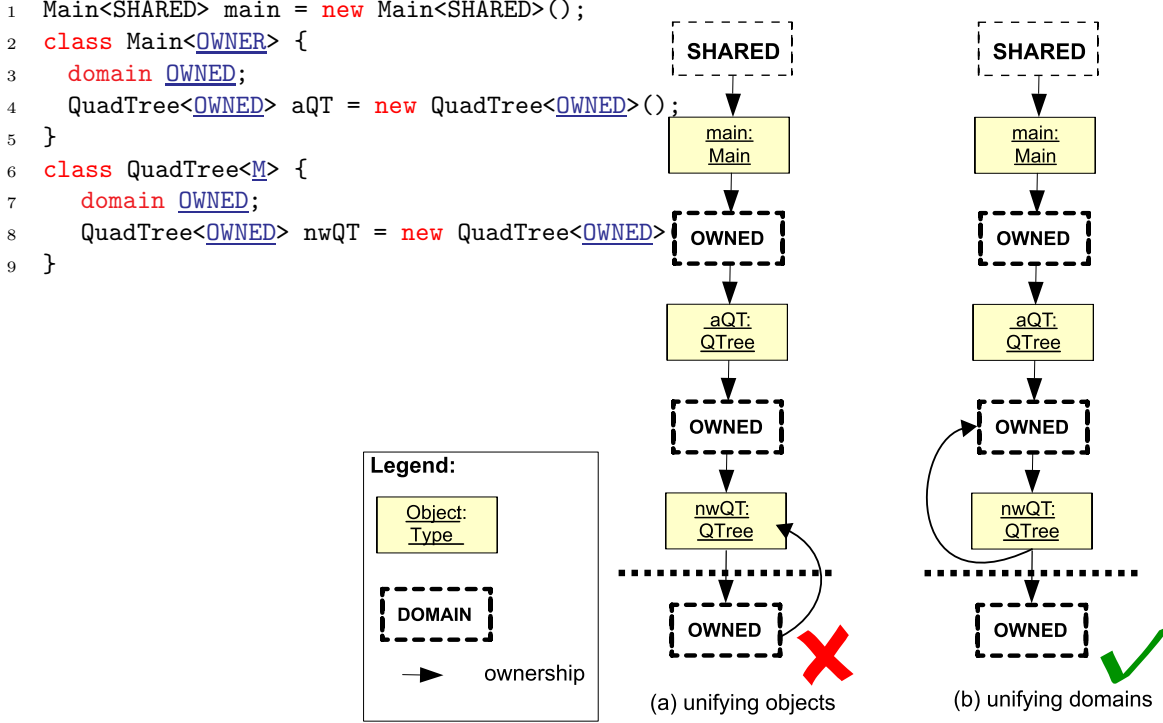 1 Main<SHARED> main = new Main<SHARED>();
2 class Main<OWNER> {
3 domain OWNED;
4 QuadTree<OWNED> aQT = new QuadTree<OWNED>();
5 }
6 class QuadTree<M> {
7 domain OWNED;
8 QuadTree<OWNED> nwQT = new QuadTree<OWNED>
9 }
Legend:
Object:
Type
DOMAIN
ownership
SHARED
main:
Main
OWNED
aQT:
QTree
OWNED
nwQT:
QTree
OWNED
(a) unifying objects
SHARED
main:
Main
OWNED
aQT:
QTree
OWNED
nwQT:
QTree
OWNED
(b) unifying domains